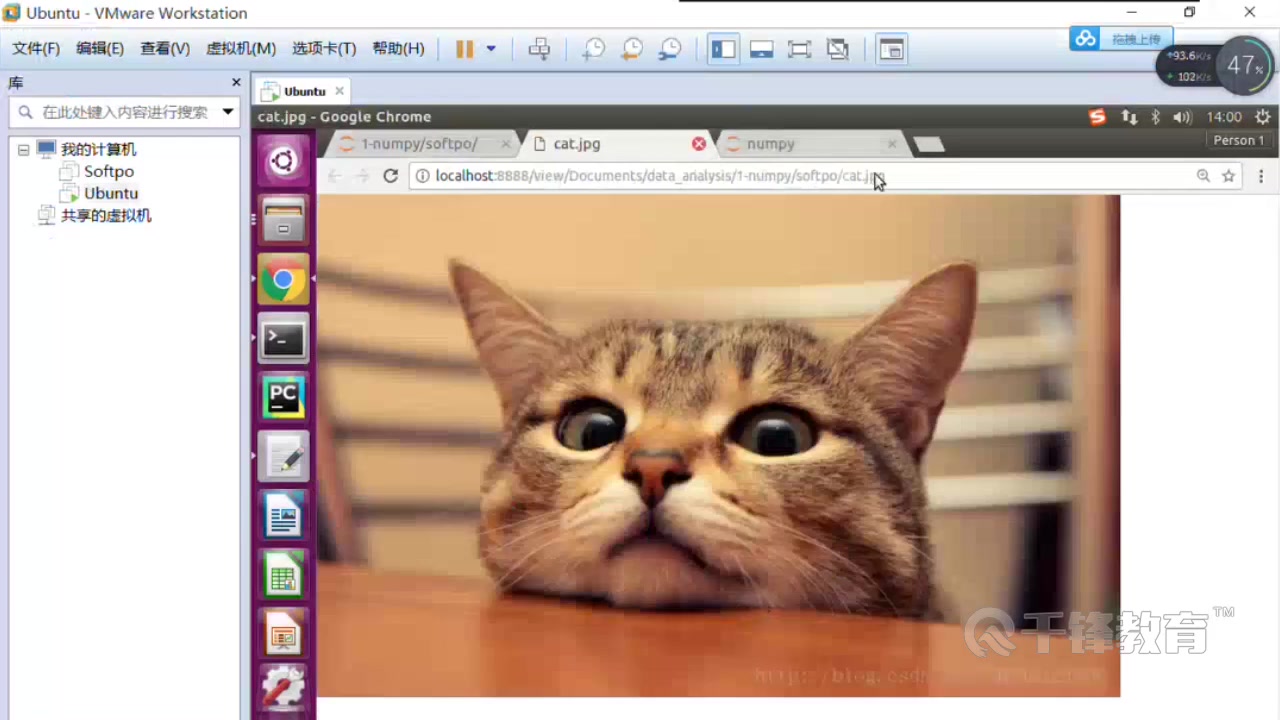 Ubuntu - VMware Workstation
文件(F) 编辑(E) 查看(V) 虚拟机(M) 选项卡(T) 帮助(H)
拖拽上传
+93.6K/s
+ 102K/s
47%
库
在此处键入内容进行搜索
我的计算机
Softpo
Ubuntu
共享的虚拟机
Ubuntu
cat.jpg - Google Chrome
14:00
1-numpy/softpo/
cat.jpg
numpy
Person 1
localhost:8888/view/Documents/data_analysis/1-numpy/softpo/cat.jpg
PC
千锋教育™
http://blog.csdn